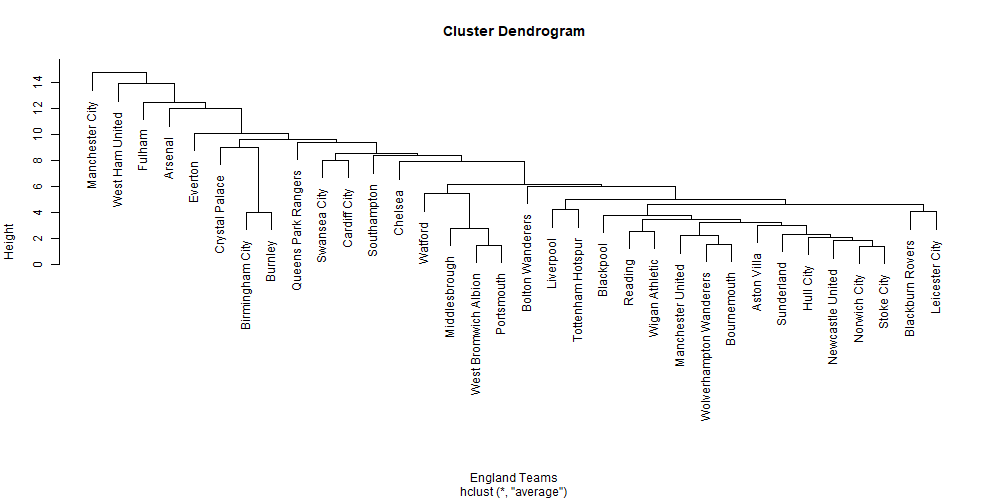 Cluster Dendrogram
Height
0
2
4
6
8
10
12
14
Manchester City
West Ham United
Fulham
Arsenal
Everton
Crystal Palace
Birmingham City
Burnley
Queens Park Rangers
Swansea City
Cardiff City
Southampton
Chelsea
Watford
Middlesbrough
West Bromwich Albion
Portsmouth
Bolton Wanderers
Liverpool
Tottenham Hotspur
Blackpool
Reading
Wigan Athletic
Manchester United
Wolverhampton Wanderers
Bournemouth
Aston Villa
Sunderland
Hull City
Newcastle United
Norwich City
Stoke City
Blackburn Rovers
Leicester City
England Teams
hclust (*, "average")